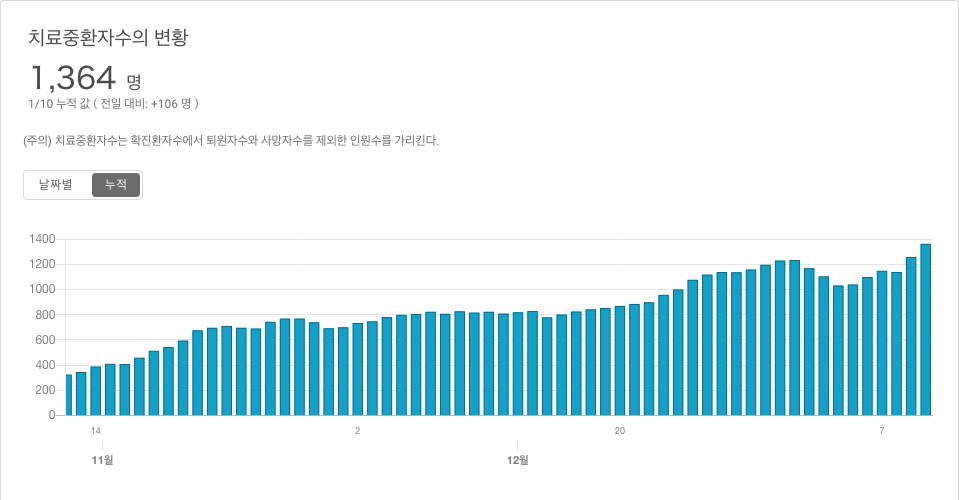 치료중환자수의 변황
1,364 명
1/10 누적 값 ( 전일 대비: +106 명 )
(주의) 치료중환자수는 확진환자수에서 퇴원자수와 사망자수를 제외한 인원수를 가리킨다.
날짜별 누적
1400
1200
1000
800
600
400
200
0
14 2 20 7
11월 12월